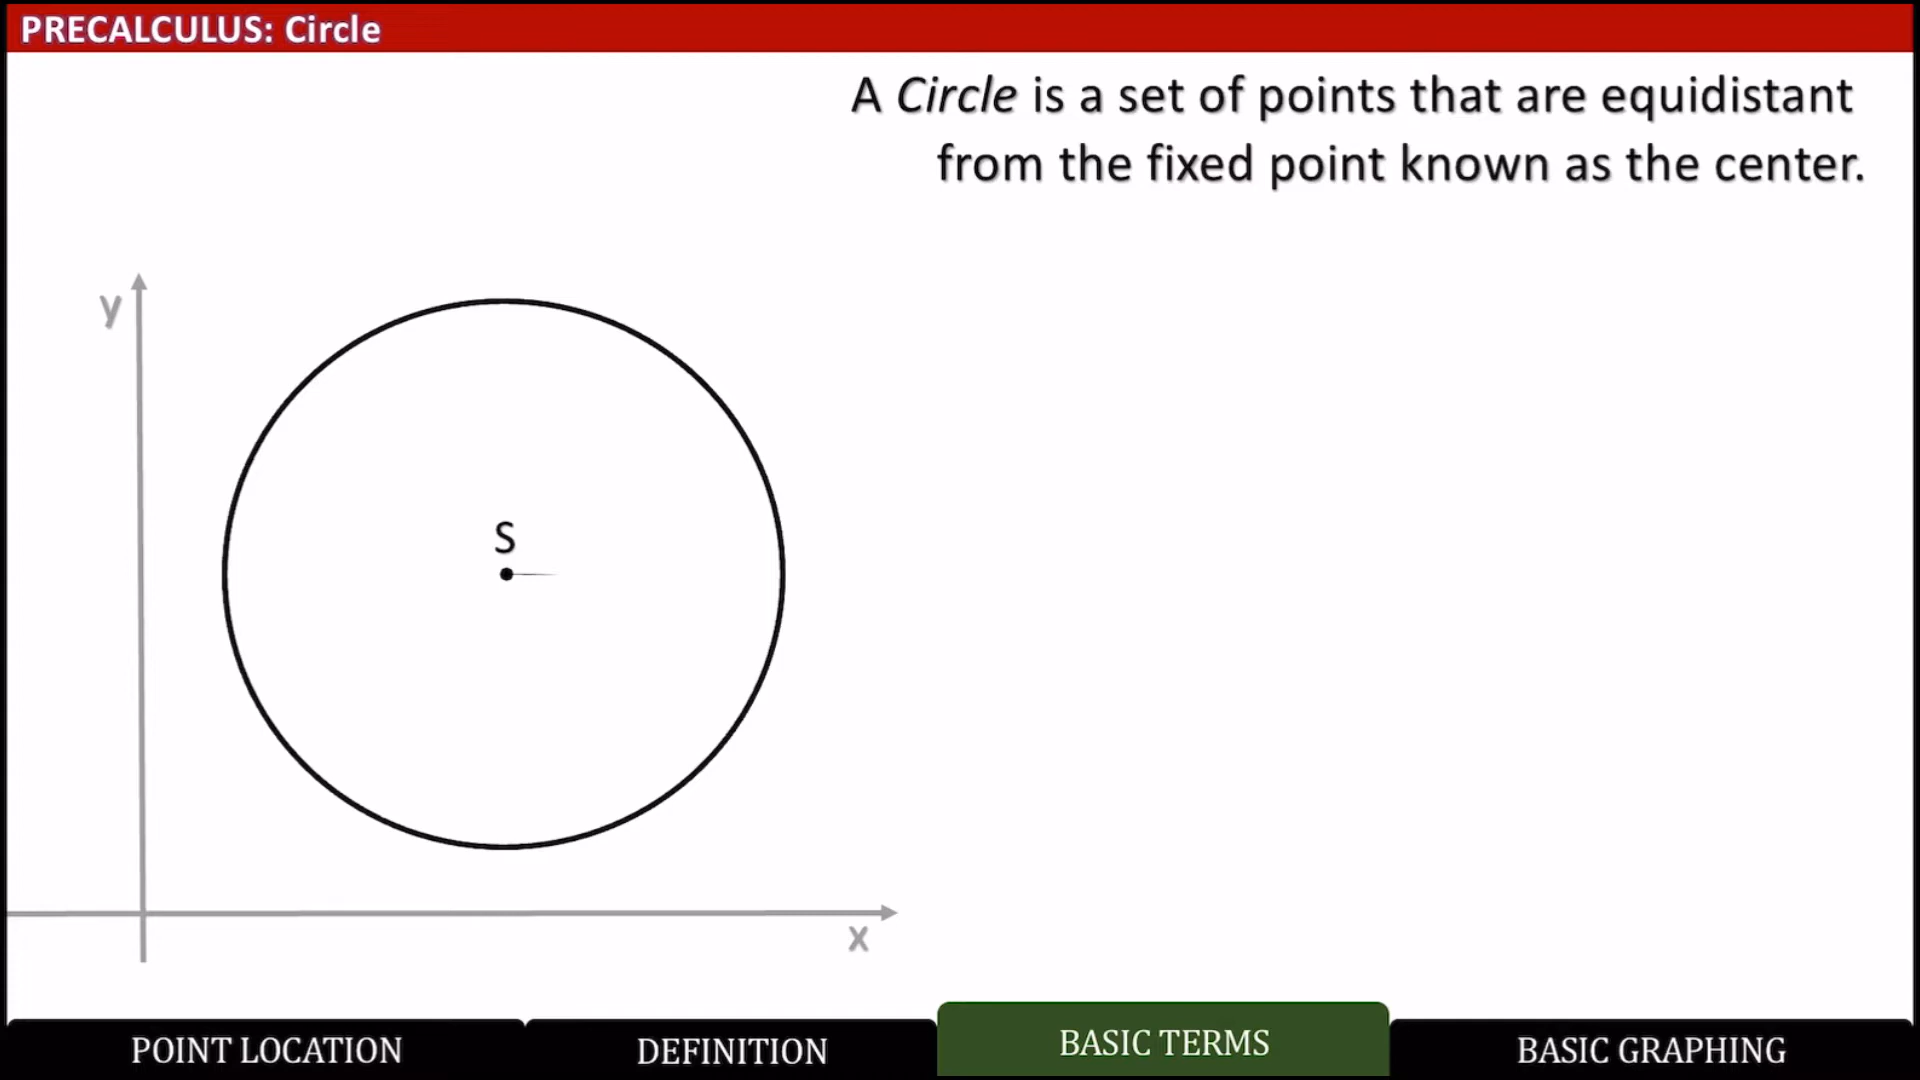 PRECALCULUS: Circle
A Circle is a set of points that are equidistant
from the fixed point known as the center.
y
S
x
POINT LOCATION
DEFINITION
BASIC TERMS
BASIC GRAPHING